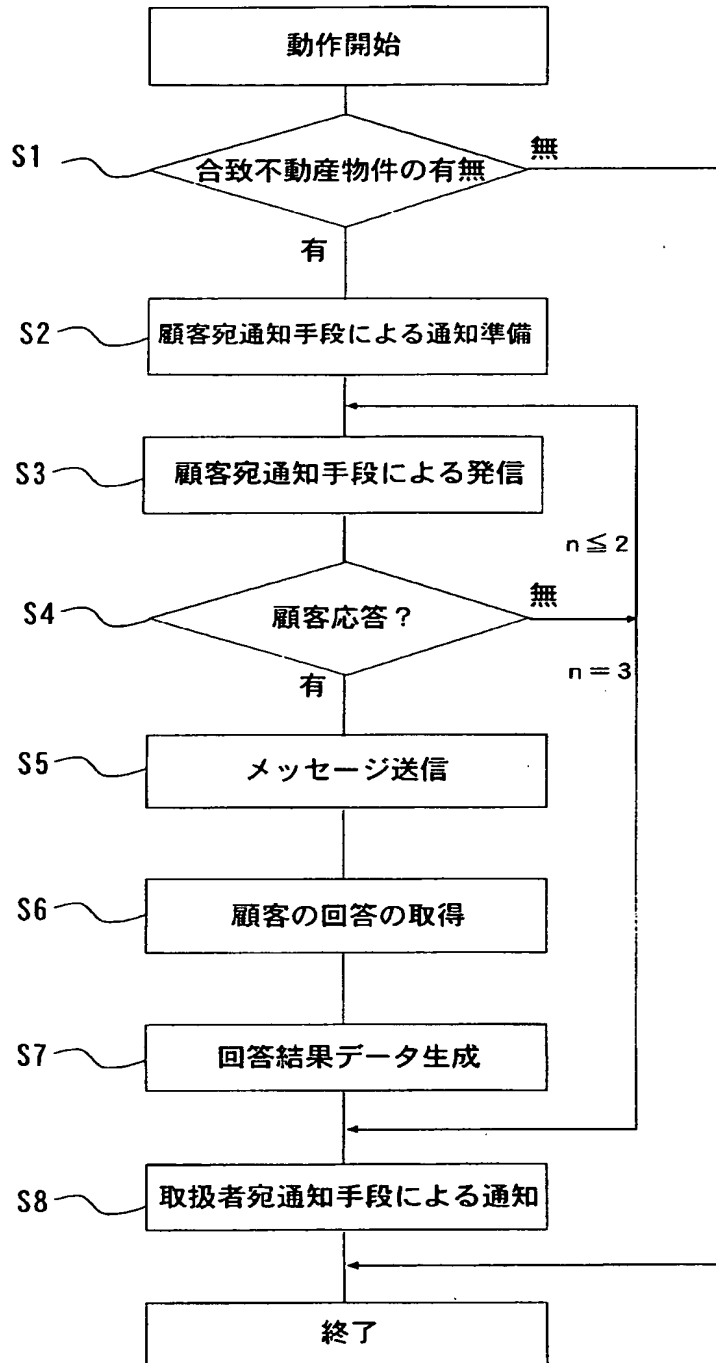 動作開始
S1
合致不動産物件の有無
無
有
S2
顧客宛通知手段による通知準備
S3
顧客宛通知手段による発信
n≦2
S4
顧客応答？
無
n＝3
有
S5
メッセージ送信
S6
顧客の回答の取得
S7
回答結果データ生成
S8
取扱者宛通知手段による通知
終了